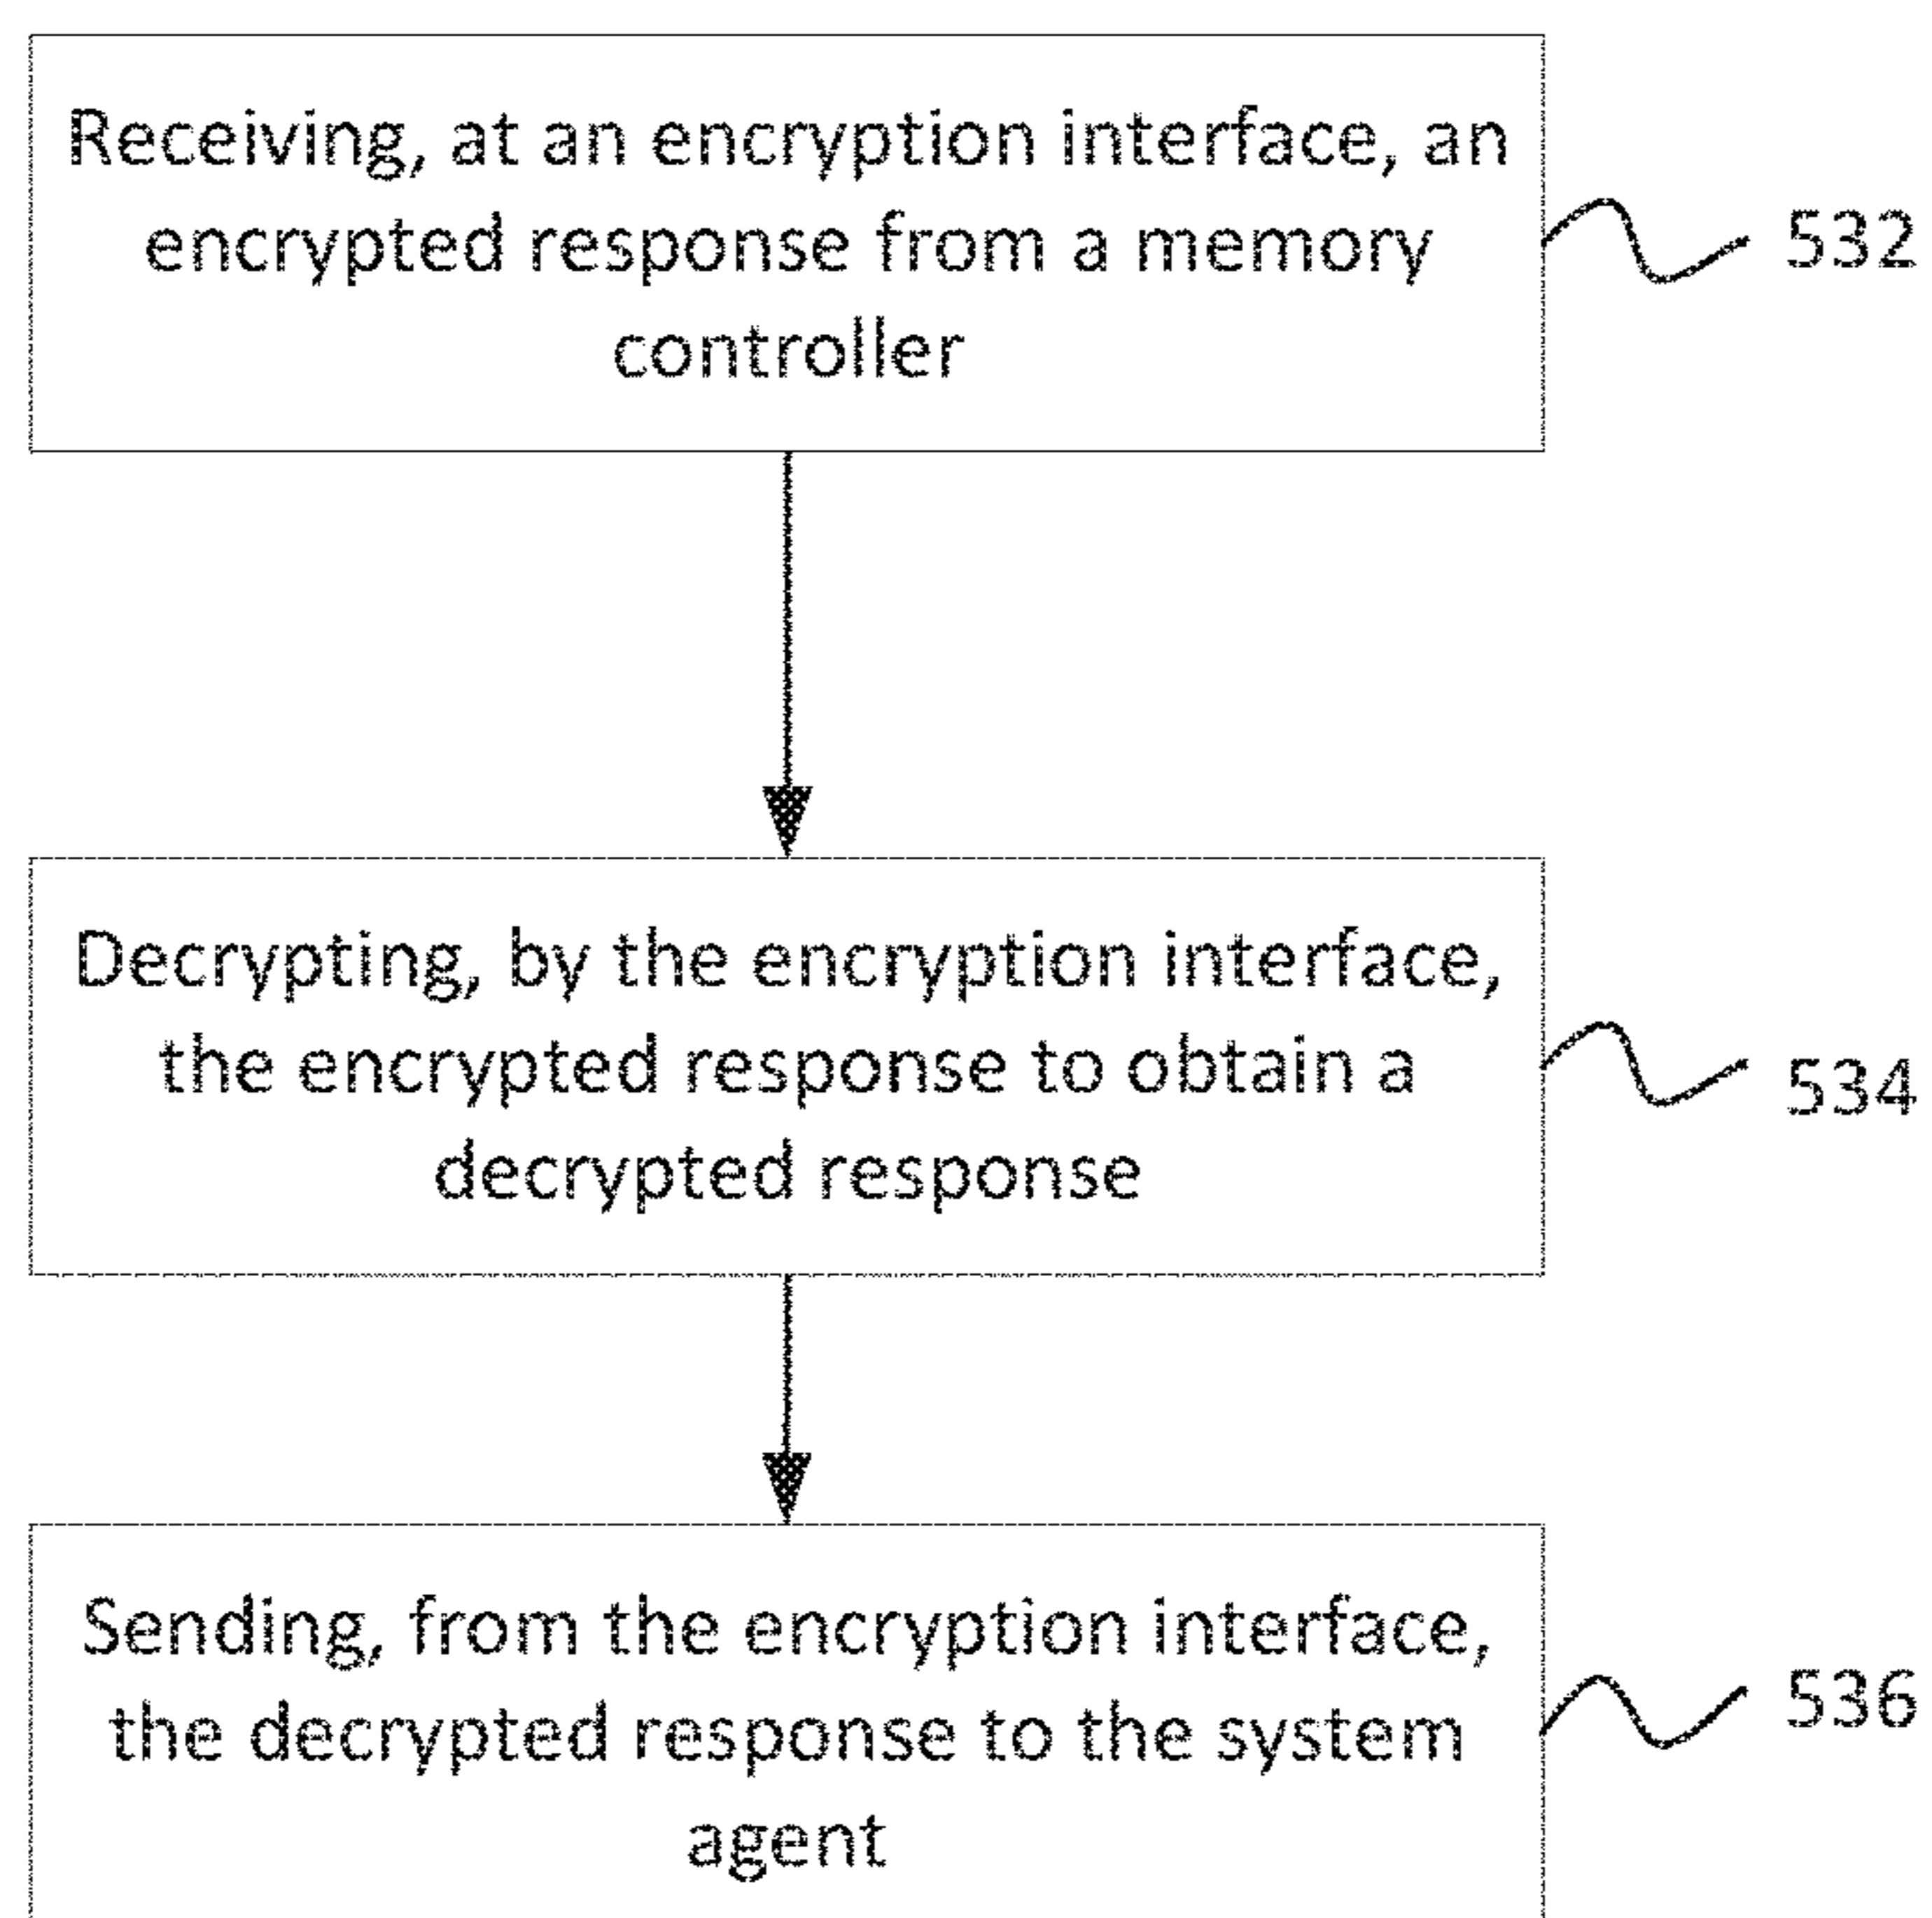 Receiving, at an encryption interface, an
encrypted response from a memory
controller
532
Decrypting, by the encryption interface,
the encrypted response to obtain a
decrypted response
534
Sending, from the encryption interface,
the decrypted response to the system
agent
536